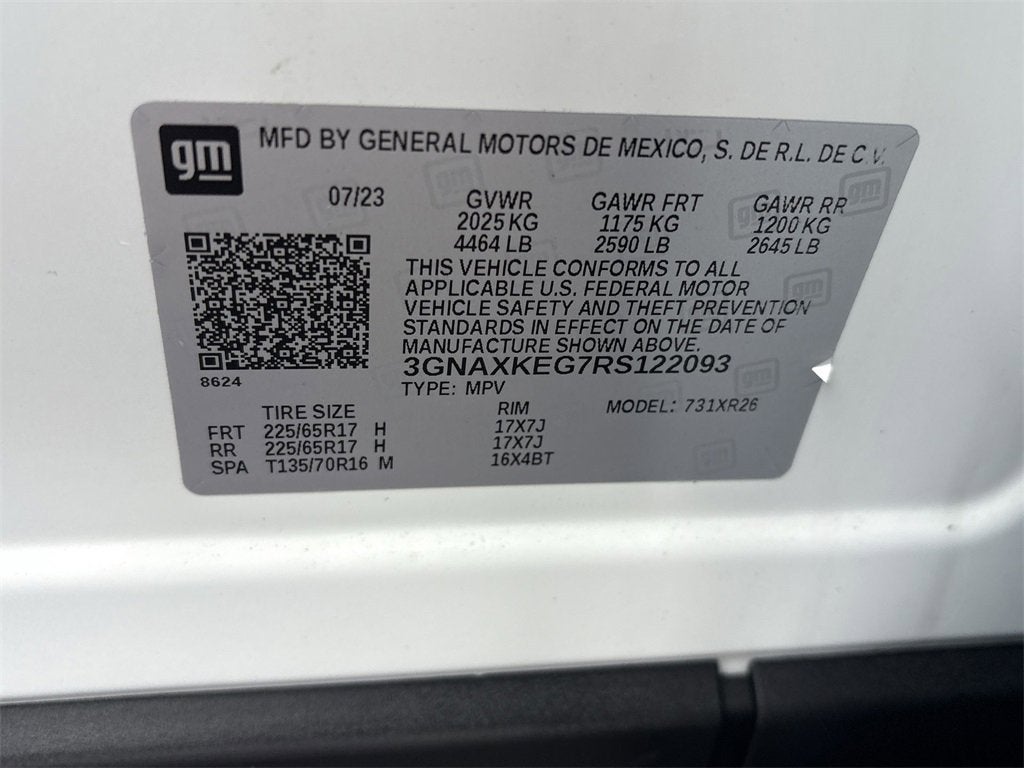 gm
MFD BY GENERAL MOTORS DE MEXICO, S. DE R.L. DE C.V.
07/23 GVWR GAWR FRT GAWR RR
2025 KG 1175 KG 1200 KG
4464 LB 2590 LB 2645 LB
THIS VEHICLE CONFORMS TO ALL
APPLICABLE U.S. FEDERAL MOTOR
VEHICLE SAFETY AND THEFT PREVENTION
STANDARDS IN EFFECT ON THE DATE OF
MANUFACTURE SHOWN ABOVE.
3GNAXKEG7RS122093
8624 TYPE: MPV
TIRE SIZE RIM MODEL: 731XR26
FRT 225/65R17 H 17X7J
RR 225/65R17 H 17X7J
SPA T135/70R16 M 16X4BT